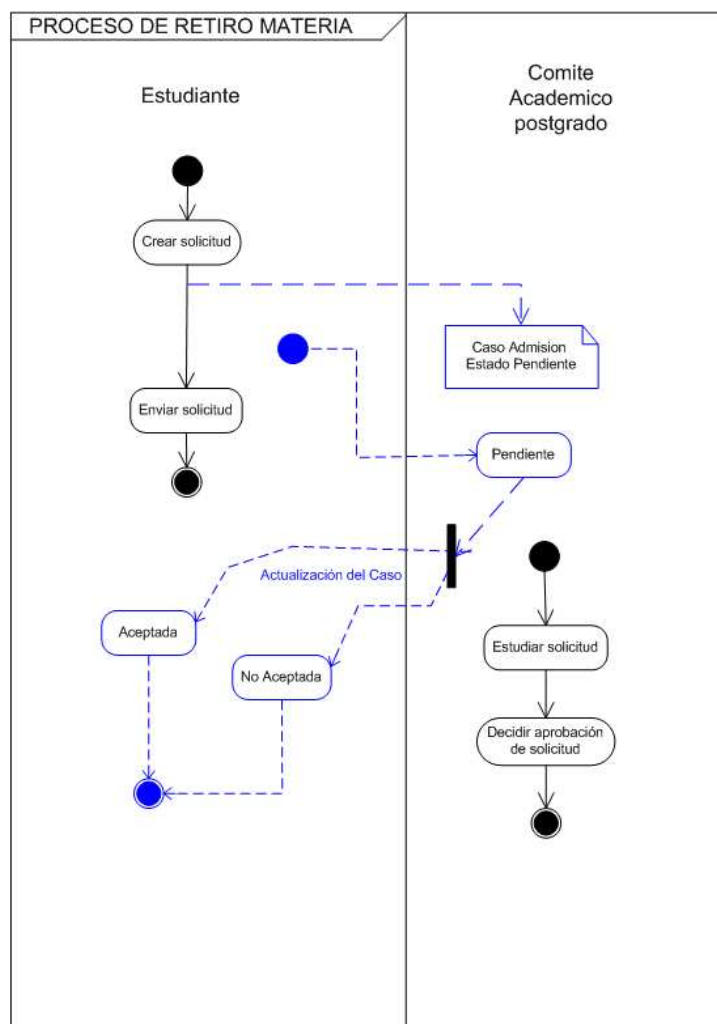 PROCESO DE RETIRO MATERIA
Estudiante
Comite
Academico
postgrado
Crear solicitud
Caso Admision
Estado Pendiente
Enviar solicitud
Pendiente
Actualización del Caso
Aceptada
No Aceptada
Estudiar solicitud
Decidir aprobación
de solicitud